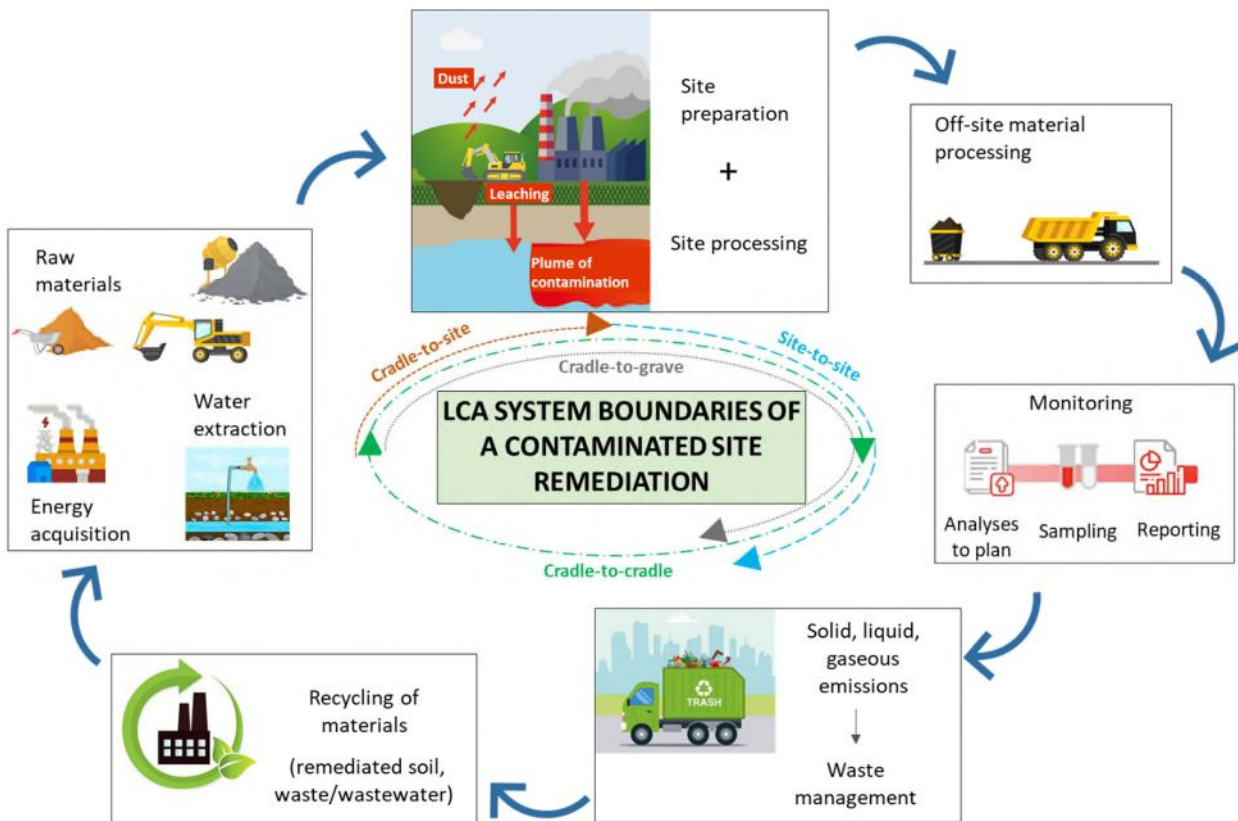 Dust
Leaching
Plume of
contamination
Site
preparation
+
Site processing
Off-site material
processing
Raw
materials
Water
extraction
Energy
acquisition
Cradle-to-site
Site-to-site
Cradle-to-grave
LCA SYSTEM BOUNDARIES OF
A CONTAMINATED SITE
REMEDIATION
Cradle-to-cradle
Monitoring
Analyses
to plan
Sampling
Reporting
TRASH
Solid, liquid,
gaseous
emissions
Waste
management
Recycling of
materials
(remediated soil,
waste/wastewater)